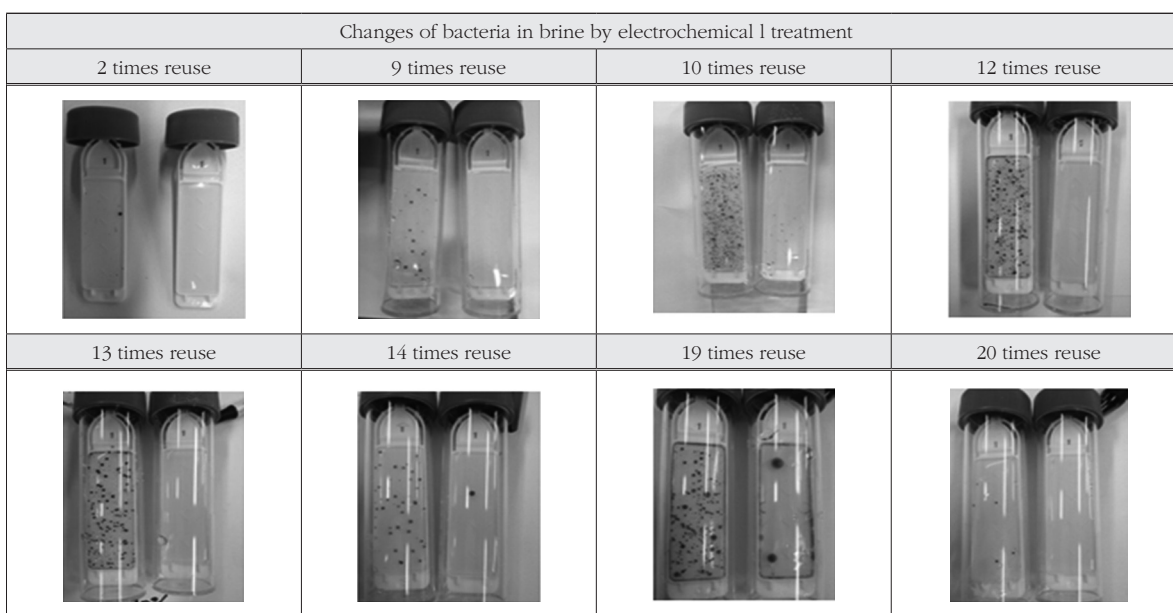 Changes of bacteria in brine by electrochemical l treatment
2 times reuse
9 times reuse
10 times reuse
12 times reuse
13 times reuse
14 times reuse
19 times reuse
20 times reuse